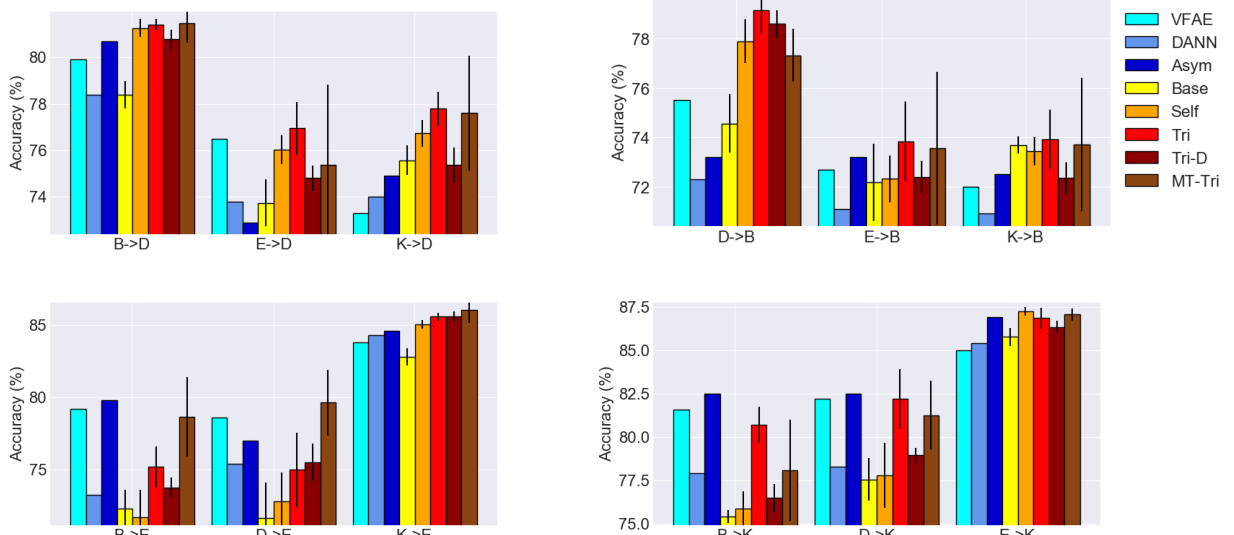 Accuracy (%)
80
78
76
74
B->D
E->D
K->D
Accuracy (%)
78
76
74
72
D->B
E->B
K->B
VFAE
DANN
Asym
Base
Self
Tri
Tri-D
MT-Tri
Accuracy (%)
85
80
75
B->E
D->E
K->E
Accuracy (%)
87.5
85.0
82.5
80.0
77.5
75.0
B->K
D->K
E->K